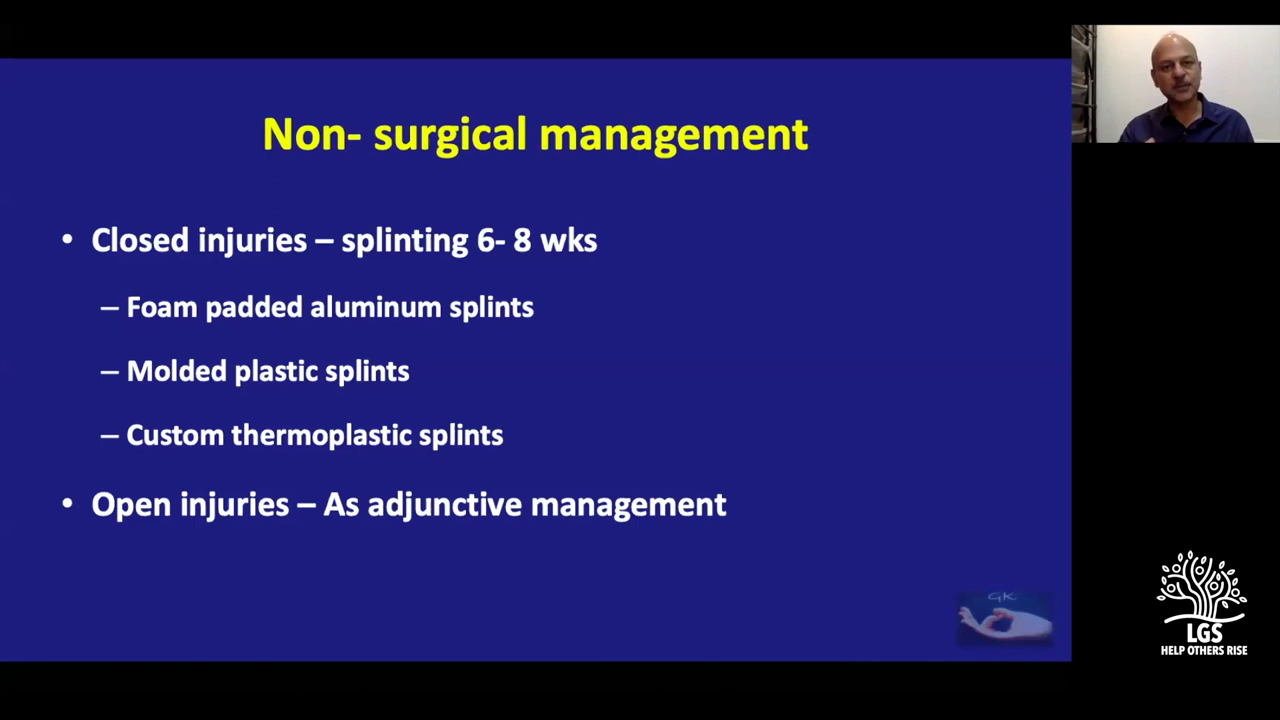 Non- surgical management
• Closed injuries – splinting 6- 8 wks
– Foam padded aluminum splints
– Molded plastic splints
– Custom thermoplastic splints
• Open injuries – As adjunctive management
GK
LGS
HELP OTHERS RISE